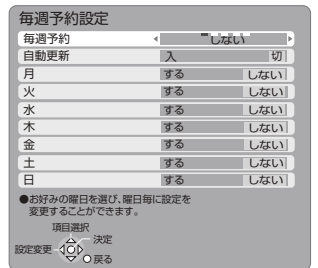 毎週予約設定
毎週予約 しない
自動更新 入 切
月 する しない
火 する しない
水 する しない
木 する しない
金 する しない
土 する しない
日 する しない
●お好みの曜日を選び、曜日毎に設定を
変更することができます。
項目選択
決定
設定変更
戻る